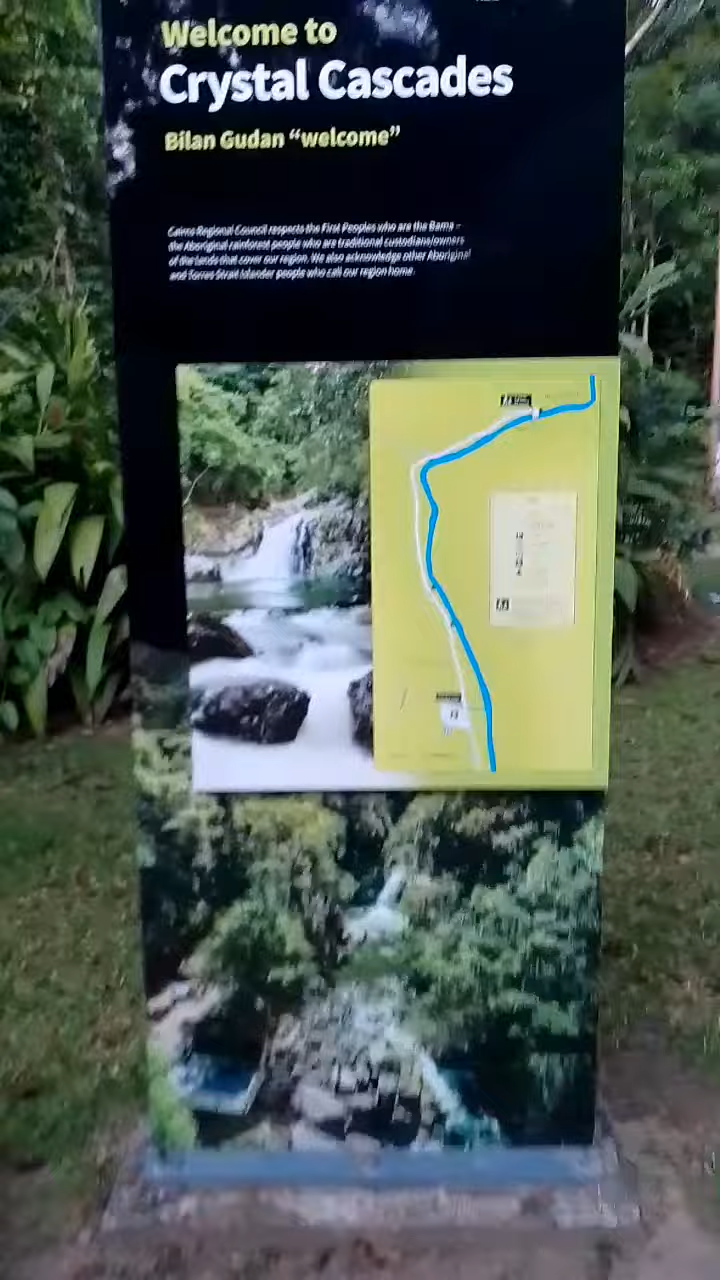 Welcome to
Crystal Cascades
Bilan Gudan “welcome”
Cairns Regional Council respects the First Peoples who are the Bama –
the Aboriginal rainforest people who are traditional custodians/owners
of the lands that cover our region. We also acknowledge other Aboriginal
and Torres Strait Islander people who call our region home.